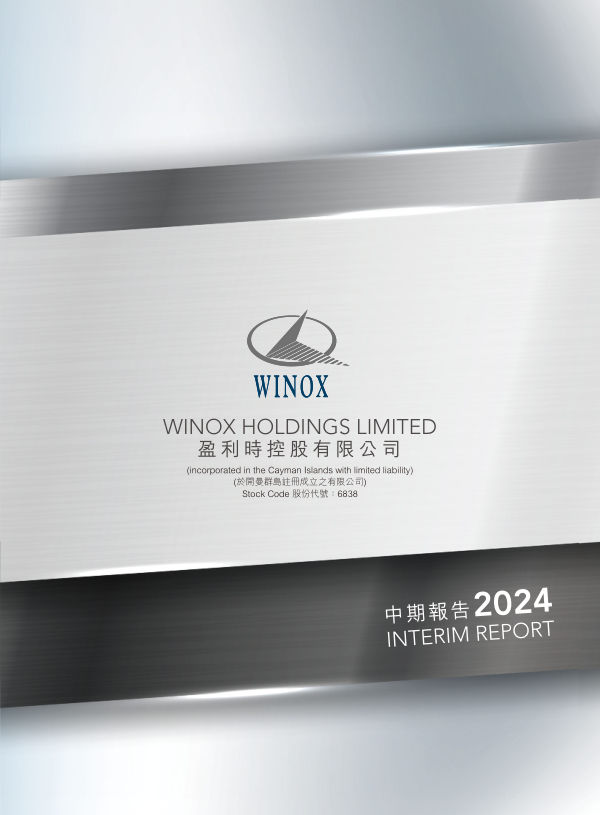 WINOX
WINOX HOLDINGS LIMITED
盈利時控股有限公司
(incorporated in the Cayman Islands with limited liability)
(於開曼群島註冊成立之有限公司)
Stock Code 股份代號：6838
中期報告 2024
INTERIM REPORT